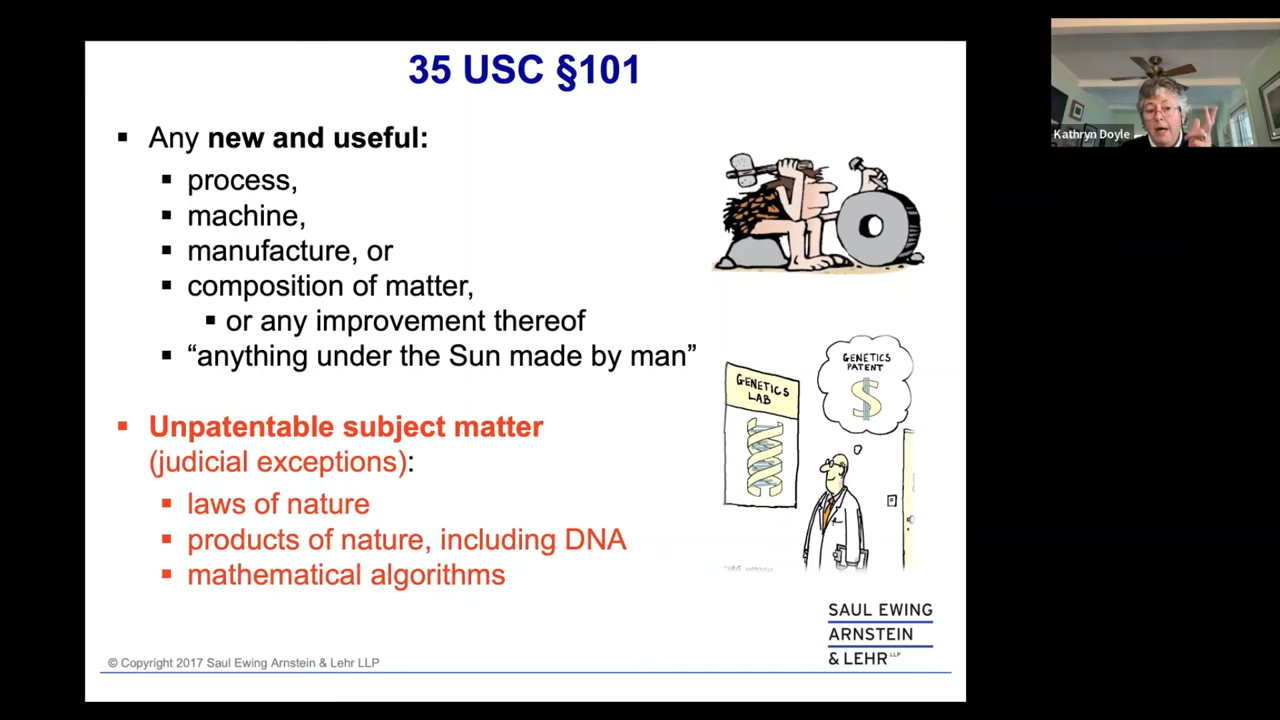 35 USC §101
▪ Any new and useful:
▪ process,
▪ machine,
▪ manufacture, or
▪ composition of matter,
▪ or any improvement thereof
▪ “anything under the Sun made by man”
▪ Unpatentable subject matter
(judicial exceptions):
▪ laws of nature
▪ products of nature, including DNA
▪ mathematical algorithms
GENETICS
LAB
GENETICS
PATENT
$
SAUL EWING
ARNSTEIN
& LEHR LLP
© Copyright 2017 Saul Ewing Arnstein & Lehr LLP
Kathryn Doyle